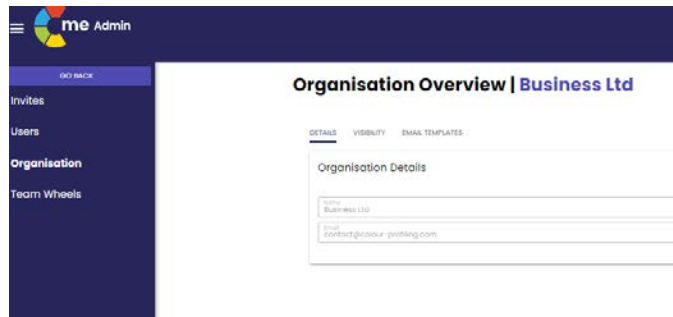 me Admin
GO BACK
Invites
Users
Organisation
Team Wheels
Organisation Overview | Business Ltd
DETAILS VISIBILITY EMAIL TEMPLATES
Organisation Details
Name
Business Ltd
Email
contact@colour-profiling.com